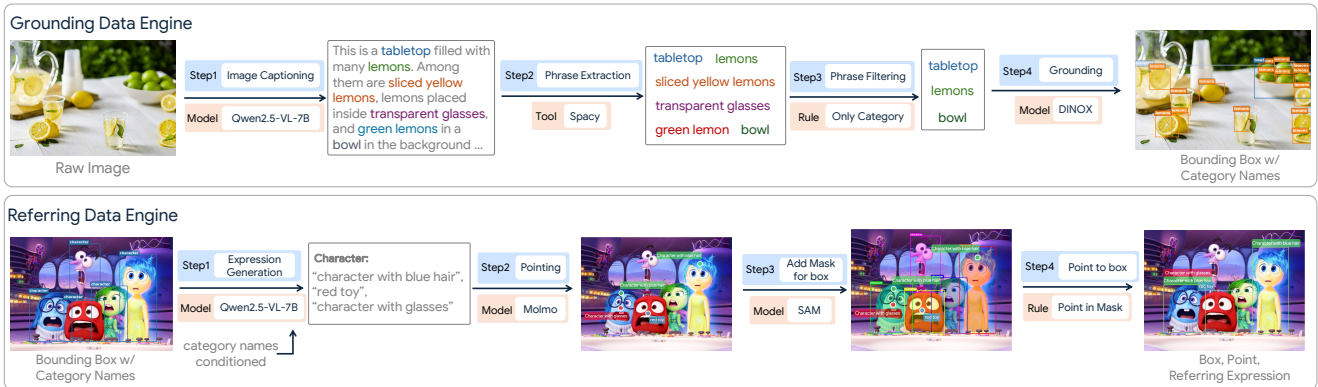 Grounding Data Engine
Step1 Image Captioning
Model Qwen2.5-VL-7B
Raw Image
This is a tabletop filled with
many lemons. Among
them are sliced yellow
lemons, lemons placed
inside transparent glasses,
and green lemons in a
bowl in the background ...
Step2 Phrase Extraction
Tool Spacy
tabletop lemons
sliced yellow lemons
transparent glasses
green lemon bowl
Step3 Phrase Filtering
Rule Only Category
tabletop
lemons
bowl
Step4 Grounding
Model DINOX
Bounding Box w/
Category Names
Referring Data Engine
Bounding Box w/
Category Names
Step1 Expression
Generation
Model Qwen2.5-VL-7B
category names
conditioned
Character:
"character with blue hair",
"red toy",
"character with glasses"
Step2 Pointing
Model Molmo
Step3 Add Mask
for box
Model SAM
Step4 Point to box
Rule Point in Mask
Box, Point,
Referring Expression